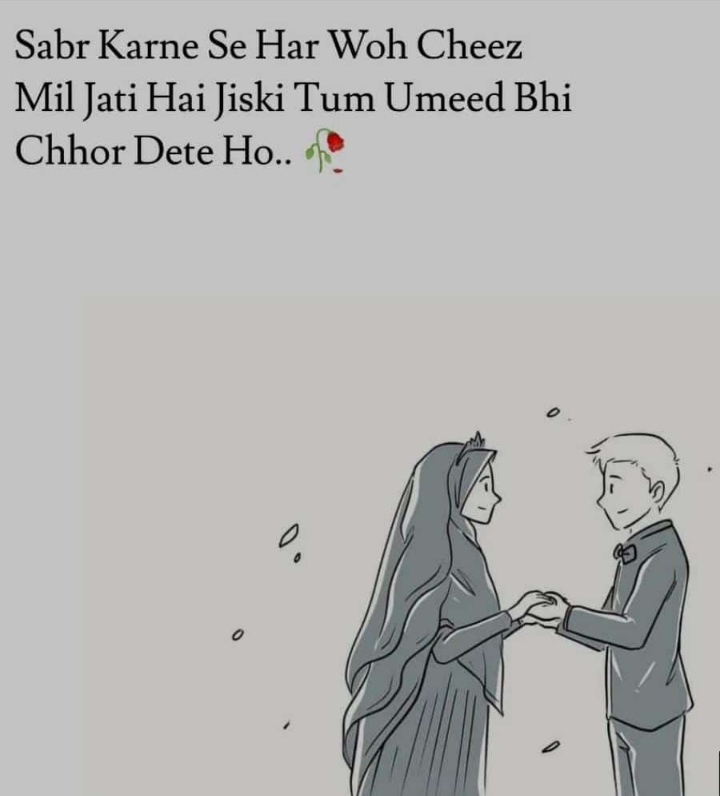 Sabr Karne Se Har Woh Cheez
Mil Jati Hai Jiski Tum Umeed Bhi
Chhor Dete Ho.. 🥀